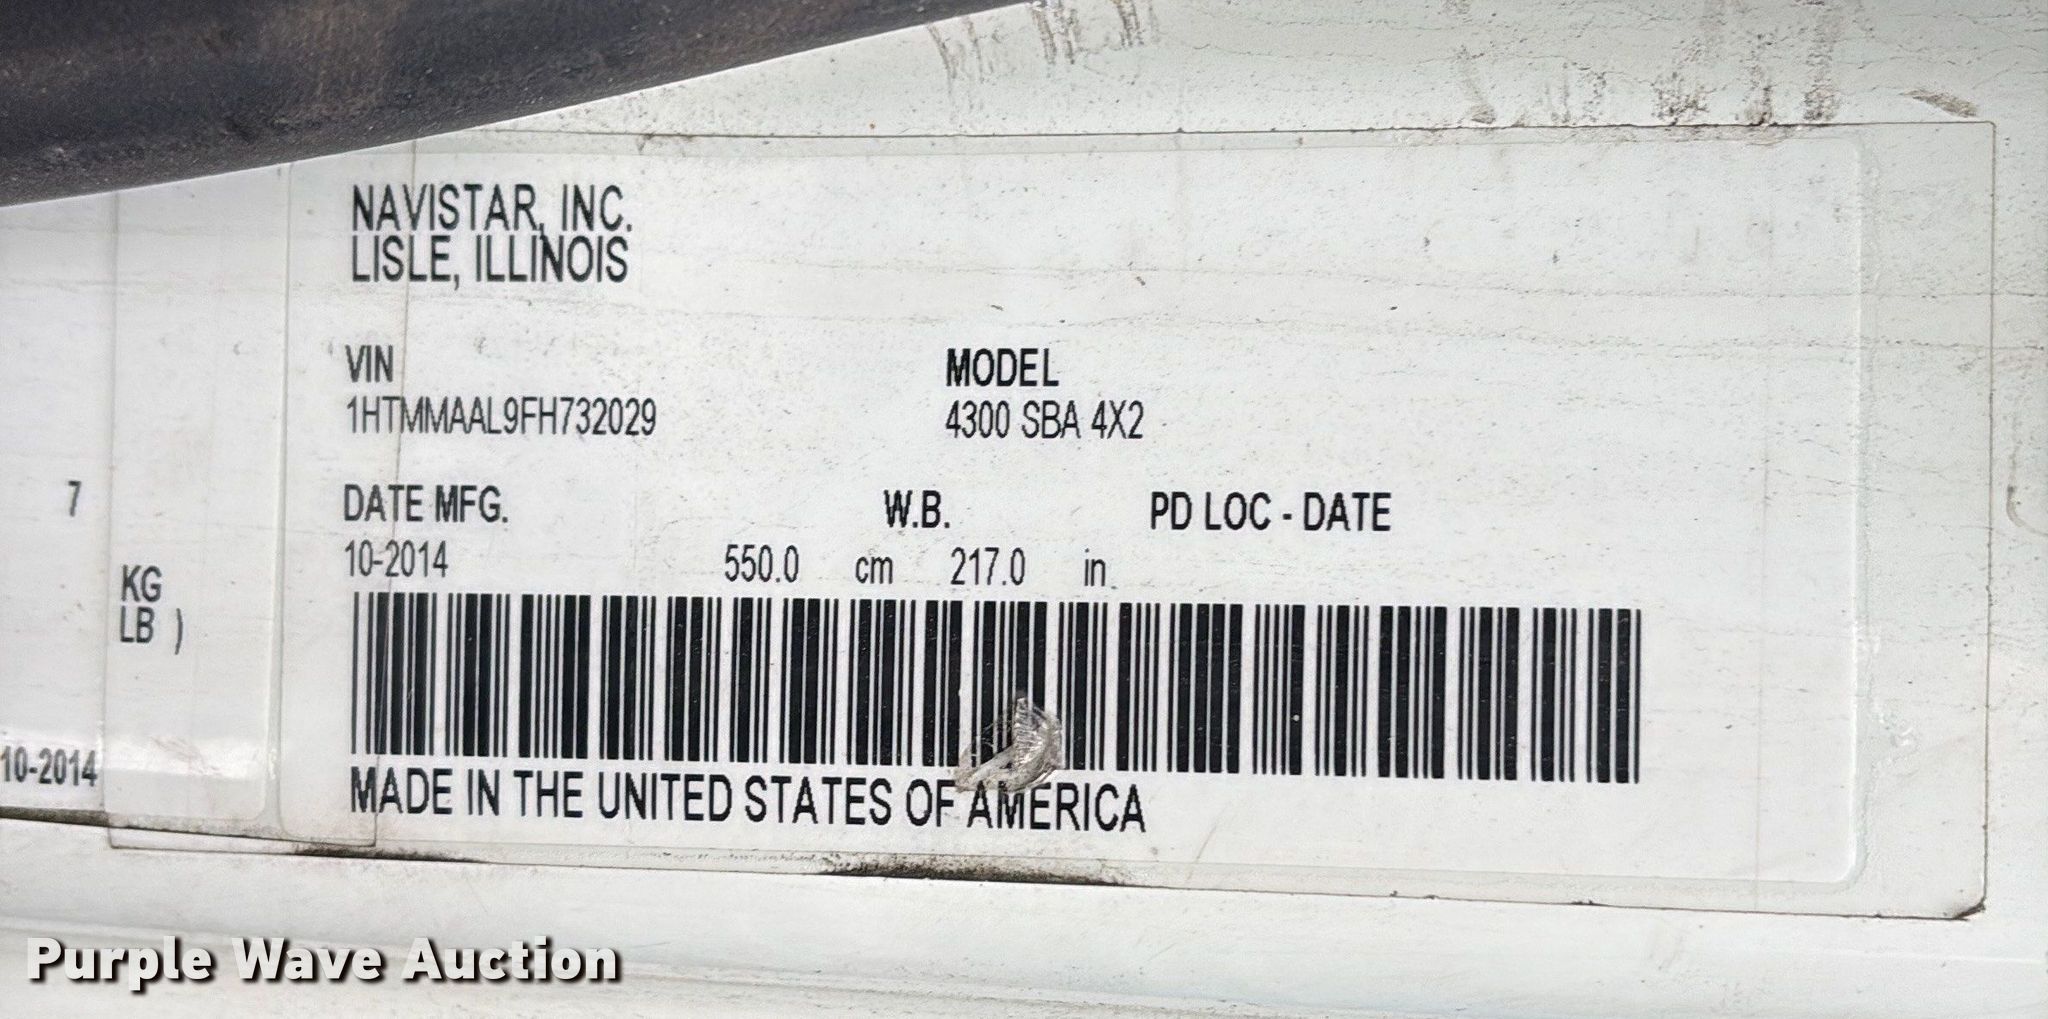 NAVISTAR, INC.
LISLE, ILLINOIS
VIN
1HTMMAAL9FH732029
MODEL
4300 SBA 4X2
DATE MFG.
10-2014
W.B.
550.0 cm 217.0 in.
PD LOC - DATE
7
KG
LB )
10-2014
MADE IN THE UNITED STATES OF AMERICA
Purple Wave Auction